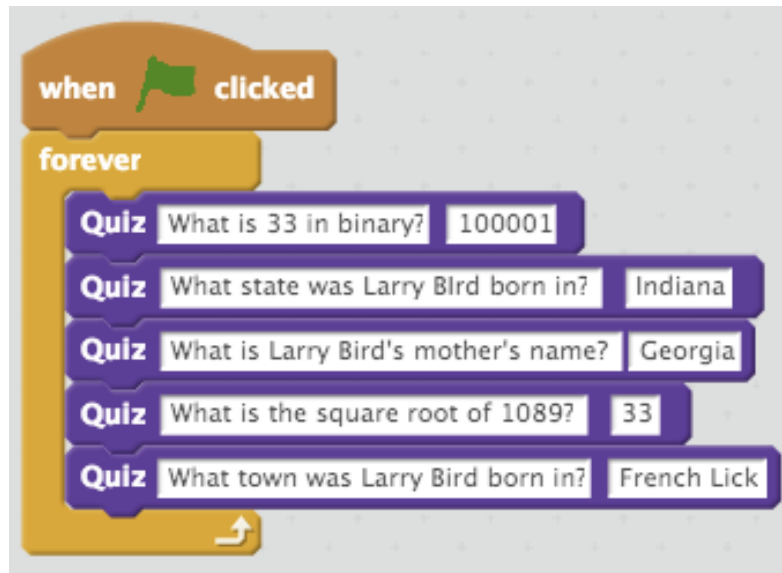 when clicked
forever
Quiz What is 33 in binary? 100001
Quiz What state was Larry BIrd born in? Indiana
Quiz What is Larry Bird's mother's name? Georgia
Quiz What is the square root of 1089? 33
Quiz What town was Larry Bird born in? French Lick